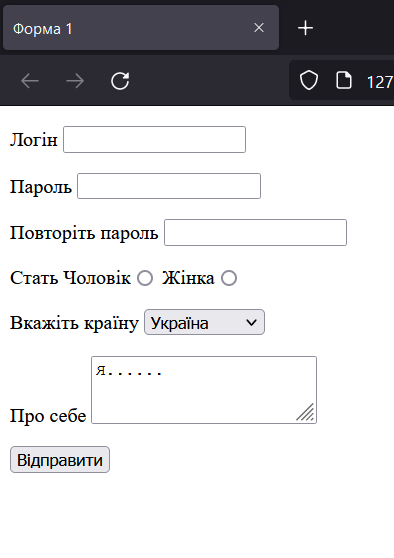 Форма 1
127
Логін
Пароль
Повторіть пароль
Стать Чоловік Жінка
Вкажіть країну Україна
я......
Про себе
Відправити